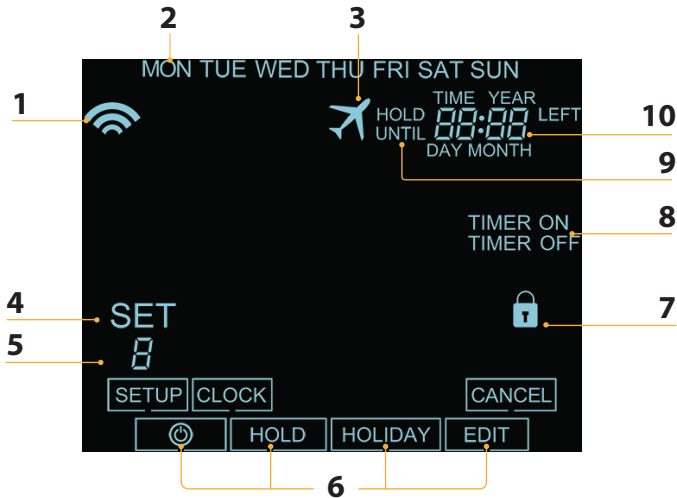 2 3
MON TUE WED THU FRI SAT SUN
1
TIME YEAR
HOLD 88:88 LEFT 10
UNTIL
DAY MONTH
9
TIMER ON 8
TIMER OFF
4 SET 7
5 8
SETUP CLOCK CANCEL
HOLD HOLIDAY EDIT
6